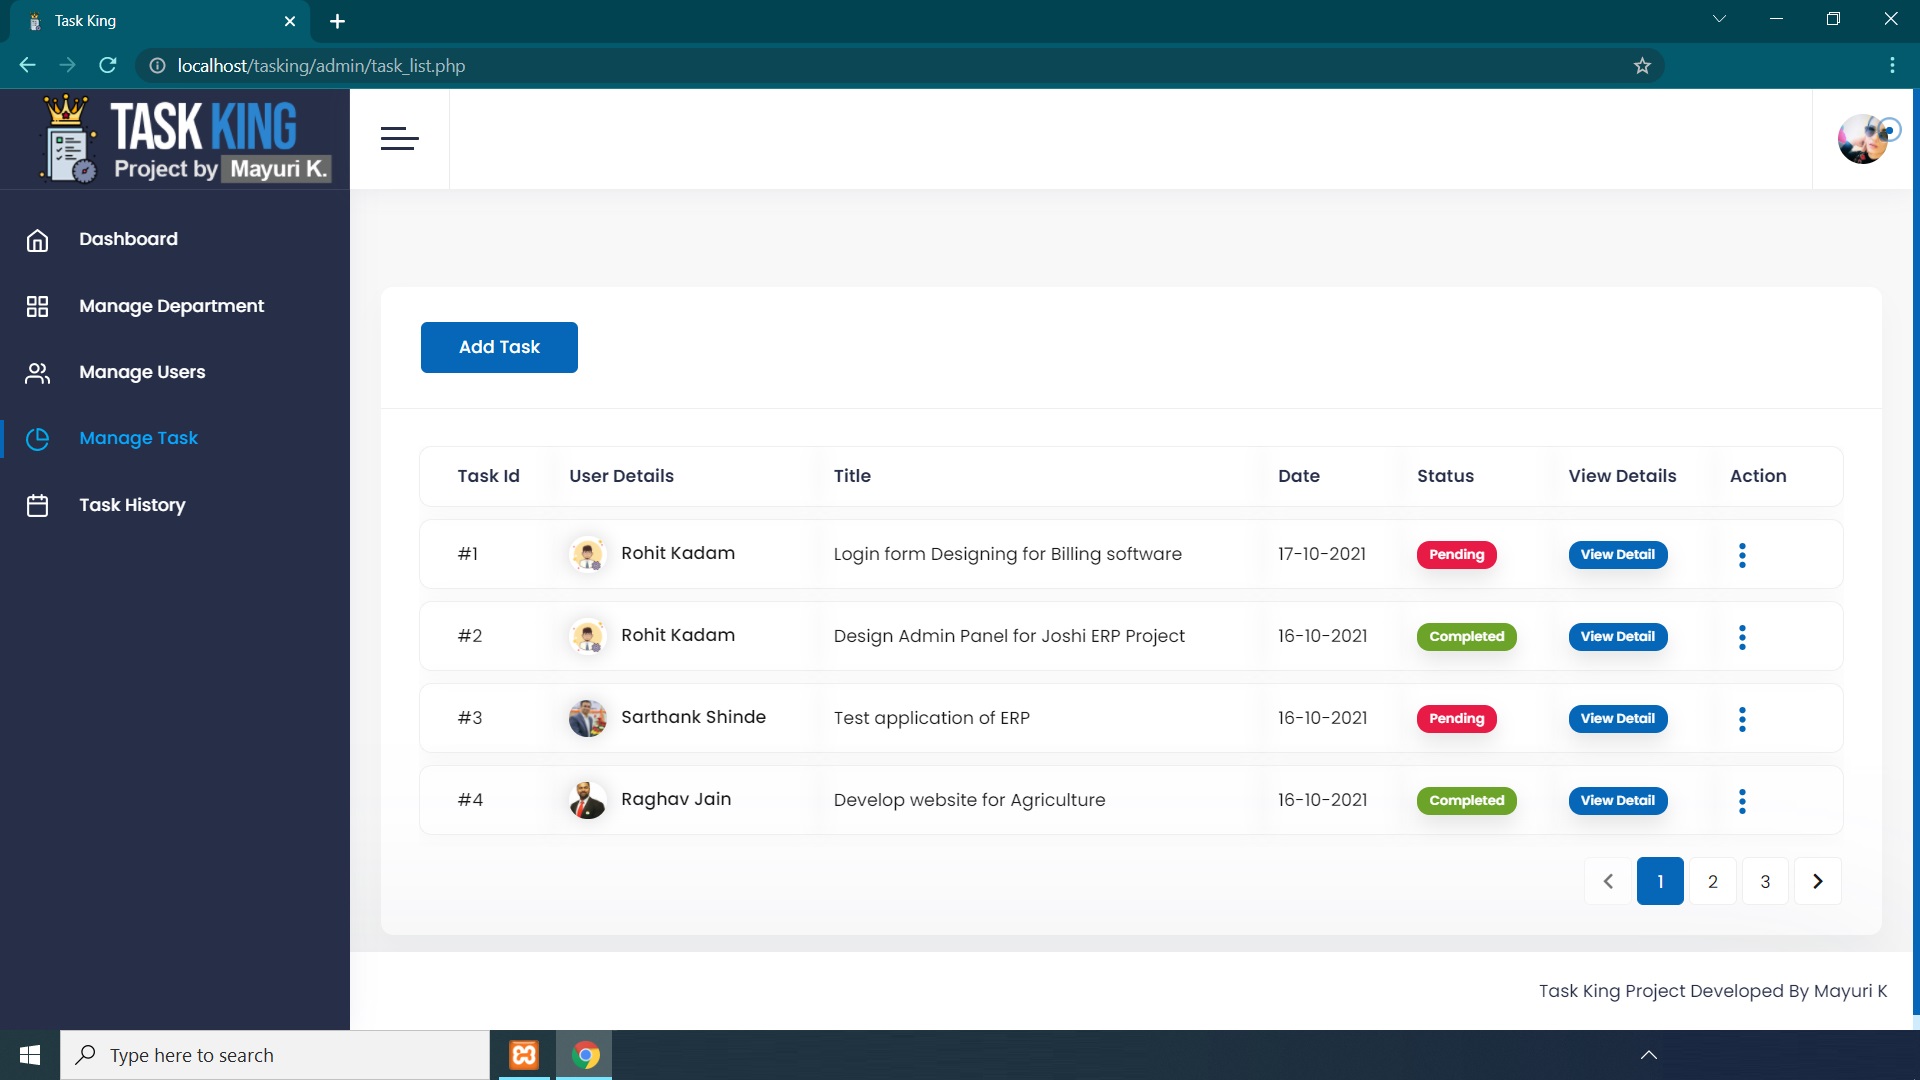 Task King
localhost/tasking/admin/task_list.php
TASK KING
Project by Mayuri K.
Dashboard
Manage Department
Manage Users
Manage Task
Task History
Add Task
Task Id User Details Title Date Status View Details Action
#1 Rohit Kadam Login form Designing for Billing software 17-10-2021 Pending View Detail
#2 Rohit Kadam Design Admin Panel for Joshi ERP Project 16-10-2021 Completed View Detail
#3 Sarthank Shinde Test application of ERP 16-10-2021 Pending View Detail
#4 Raghav Jain Develop website for Agriculture 16-10-2021 Completed View Detail
1 2 3
Task King Project Developed By Mayuri K
Type here to search